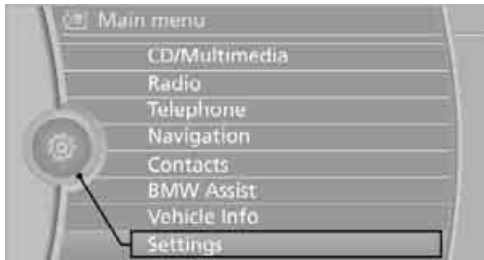 Main menu
CD/Multimedia
Radio
Telephone
Navigation
Contacts
BMW Assist
Vehicle Info
Settings